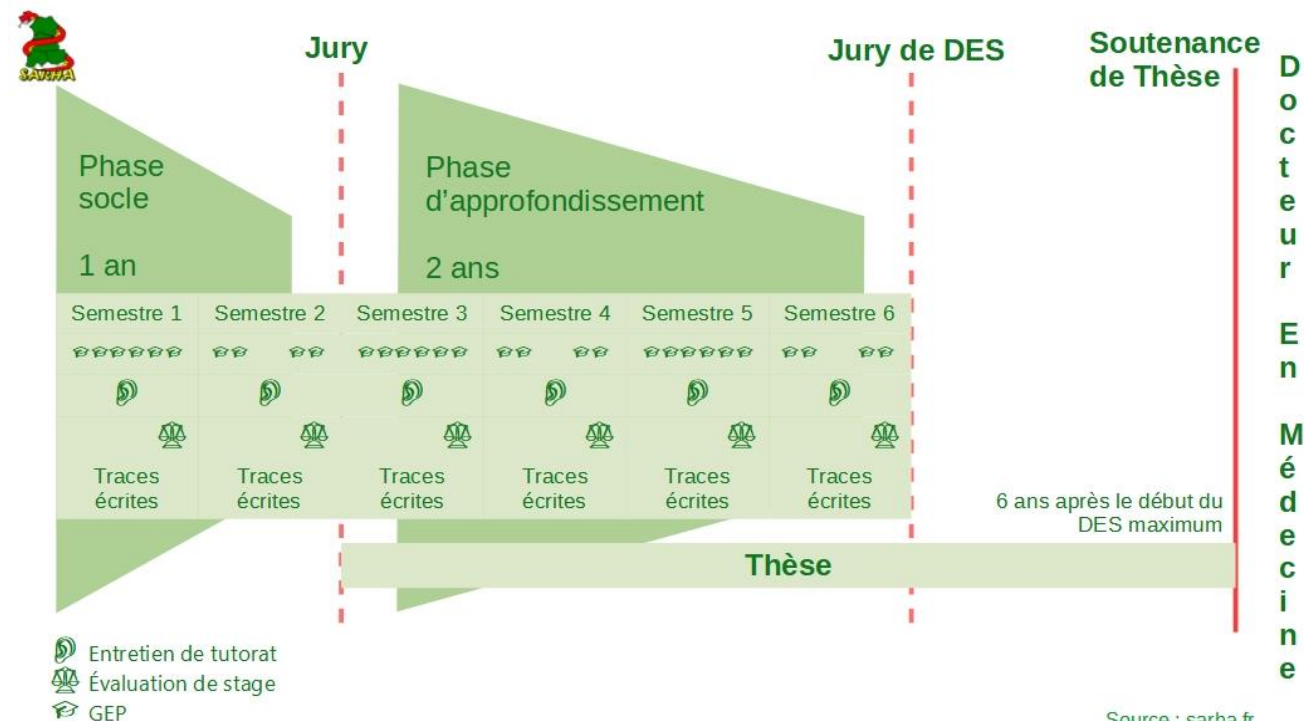 SARHA
Jury
Jury de DES
Soutenance
de Thèse
Docteur En Médecine
Phase
socle
1 an
Phase
d'approfondissement
2 ans
Semestre 1
Semestre 2
Semestre 3
Semestre 4
Semestre 5
Semestre 6
Traces
écrites
Traces
écrites
Traces
écrites
Traces
écrites
Traces
écrites
Traces
écrites
6 ans après le début du
DES maximum
Thèse
Entretien de tutorat
Évaluation de stage
GEP
Source : sarha.fr